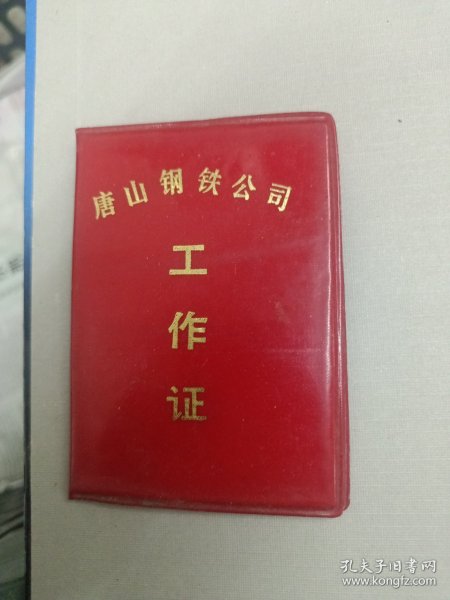 唐山钢铁公司
工
作
证
孔夫子旧书网
www.kongfz.com